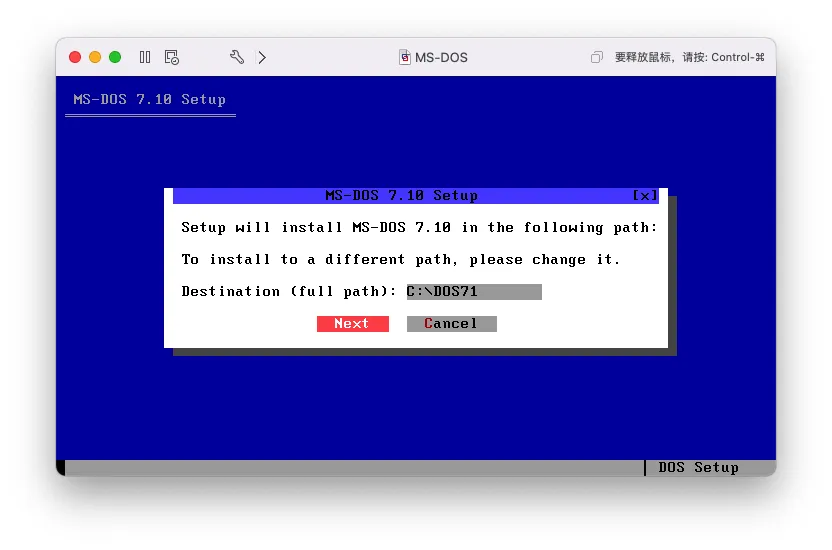 MS-DOS
要释放鼠标，请按: Control-⌘
MS-DOS 7.10 Setup
MS-DOS 7.10 Setup [x]
Setup will install MS-DOS 7.10 in the following path:
To install to a different path, please change it.
Destination (full path): C:\DOS71
Next Cancel
DOS Setup